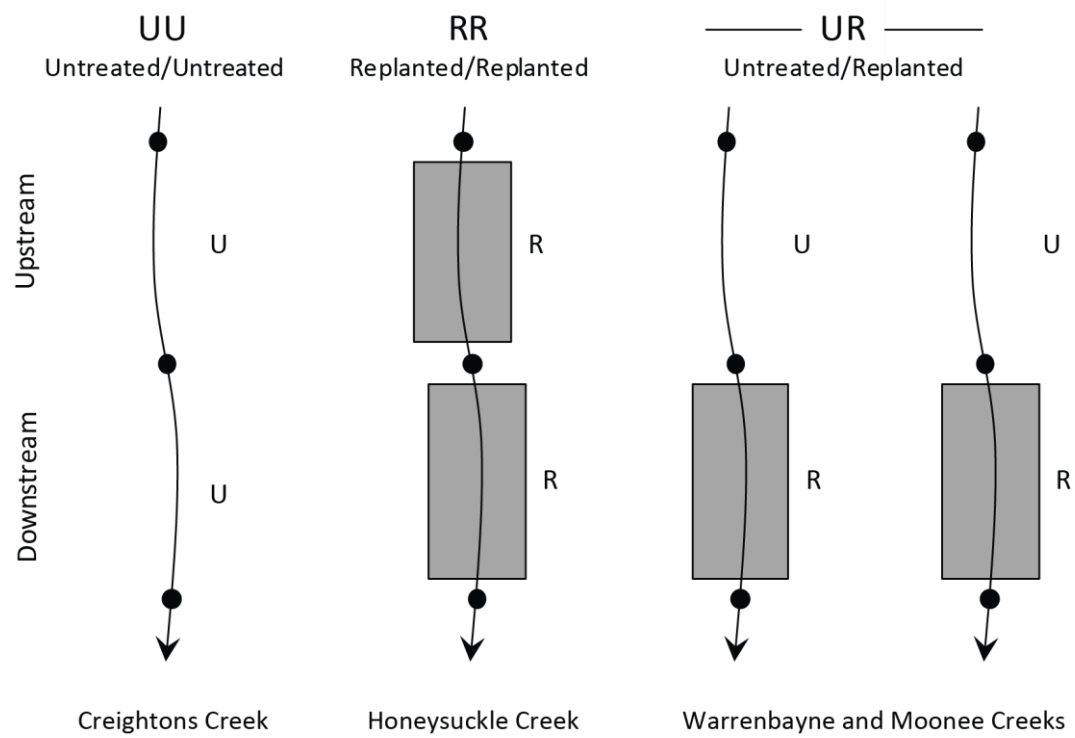 UU
Untreated/Untreated
RR
Replanted/Replanted
UR
Untreated/Replanted
Upstream
U
R
U
U
Downstream
U
R
R
R
Creightons Creek
Honeysuckle Creek
Warrenbayne and Moonee Creeks